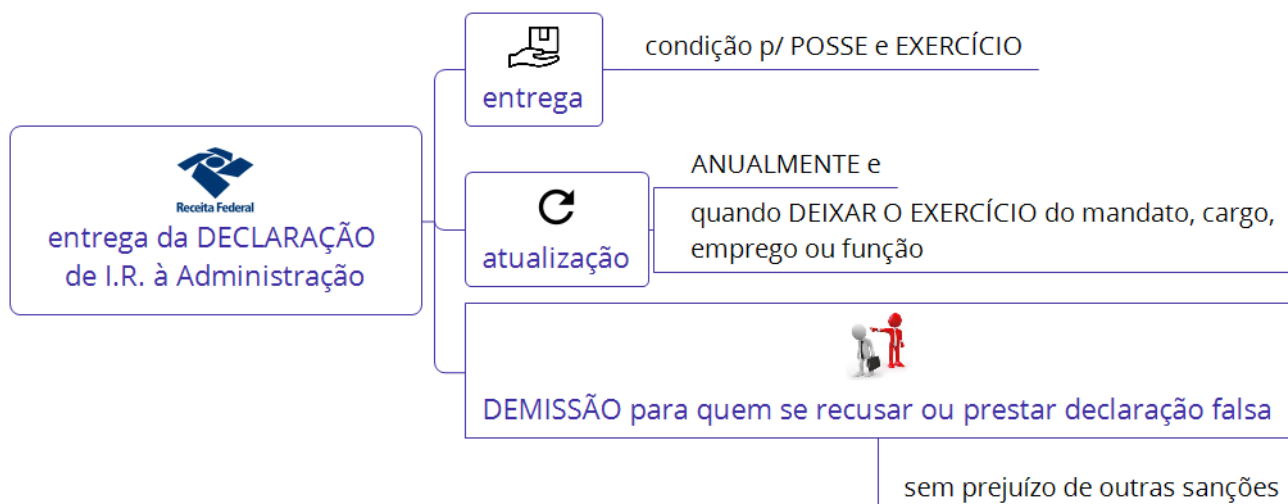 condição p/ POSSE e EXERCÍCIO
entrega
Receita Federal
entrega da DECLARAÇÃO
de I.R. à Administração
ANUALMENTE e
quando DEIXAR O EXERCÍCIO do mandato, cargo,
emprego ou função
atualização
DEMISSÃO para quem se recusar ou prestar declaração falsa
sem prejuízo de outras sanções